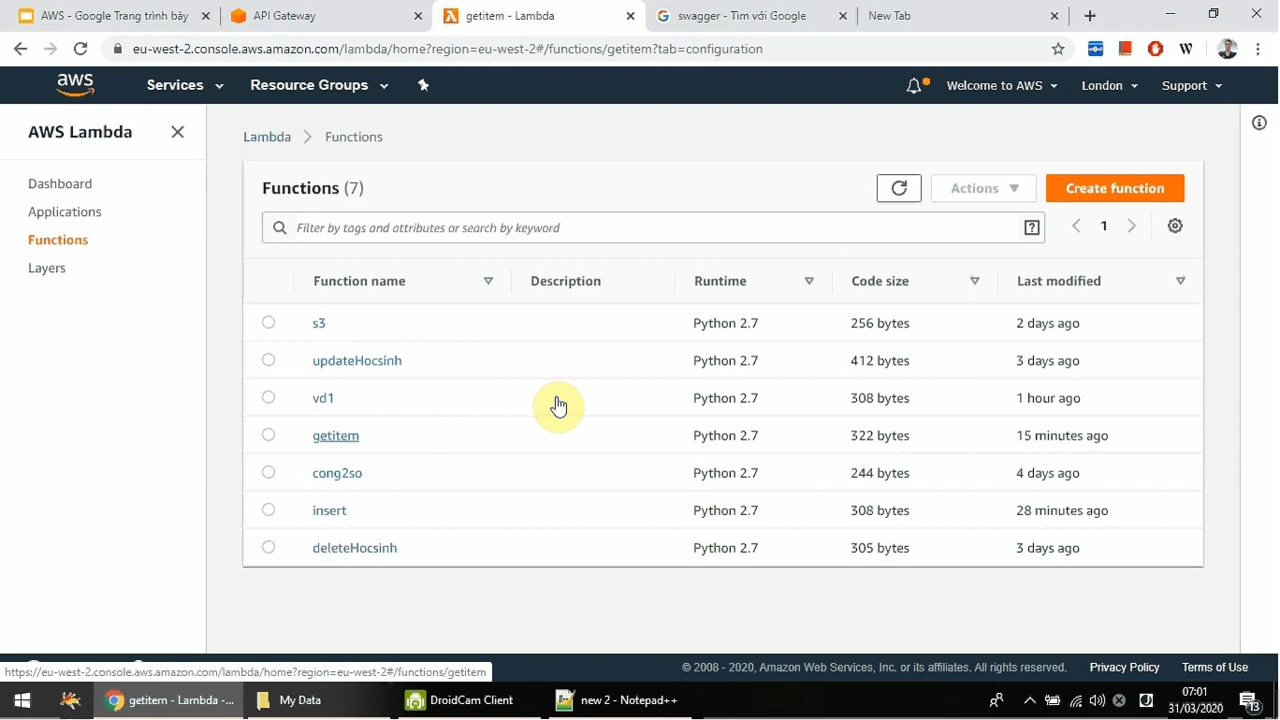 AWS - Google Trang trình bày
API Gateway
getitem - Lambda
swagger - Tìm với Google
New Tab
eu-west-2.console.aws.amazon.com/lambda/home?region=eu-west-2#/functions/getitem?tab=configuration
aws
Services
Resource Groups
Welcome to AWS
London
Support
AWS Lambda
Dashboard
Applications
Functions
Layers
Lambda > Functions
Functions (7)
Actions
Create function
Filter by tags and attributes or search by keyword
1
Function name Description Runtime Code size Last modified
s3 Python 2.7 256 bytes 2 days ago
updateHocsinh Python 2.7 412 bytes 3 days ago
vd1 Python 2.7 308 bytes 1 hour ago
getitem Python 2.7 322 bytes 15 minutes ago
cong2so Python 2.7 244 bytes 4 days ago
insert Python 2.7 308 bytes 28 minutes ago
deleteHocsinh Python 2.7 305 bytes 3 days ago
https://eu-west-2.console.aws.amazon.com/lambda/home?region=eu-west-2#/functions/getitem
© 2008 - 2020, Amazon Web Services, Inc. or its affiliates. All rights reserved.
Privacy Policy
Terms of Use
getitem - Lambda -...
My Data
DroidCam Client
new 2 - Notepad++
07:01
31/03/2020
13